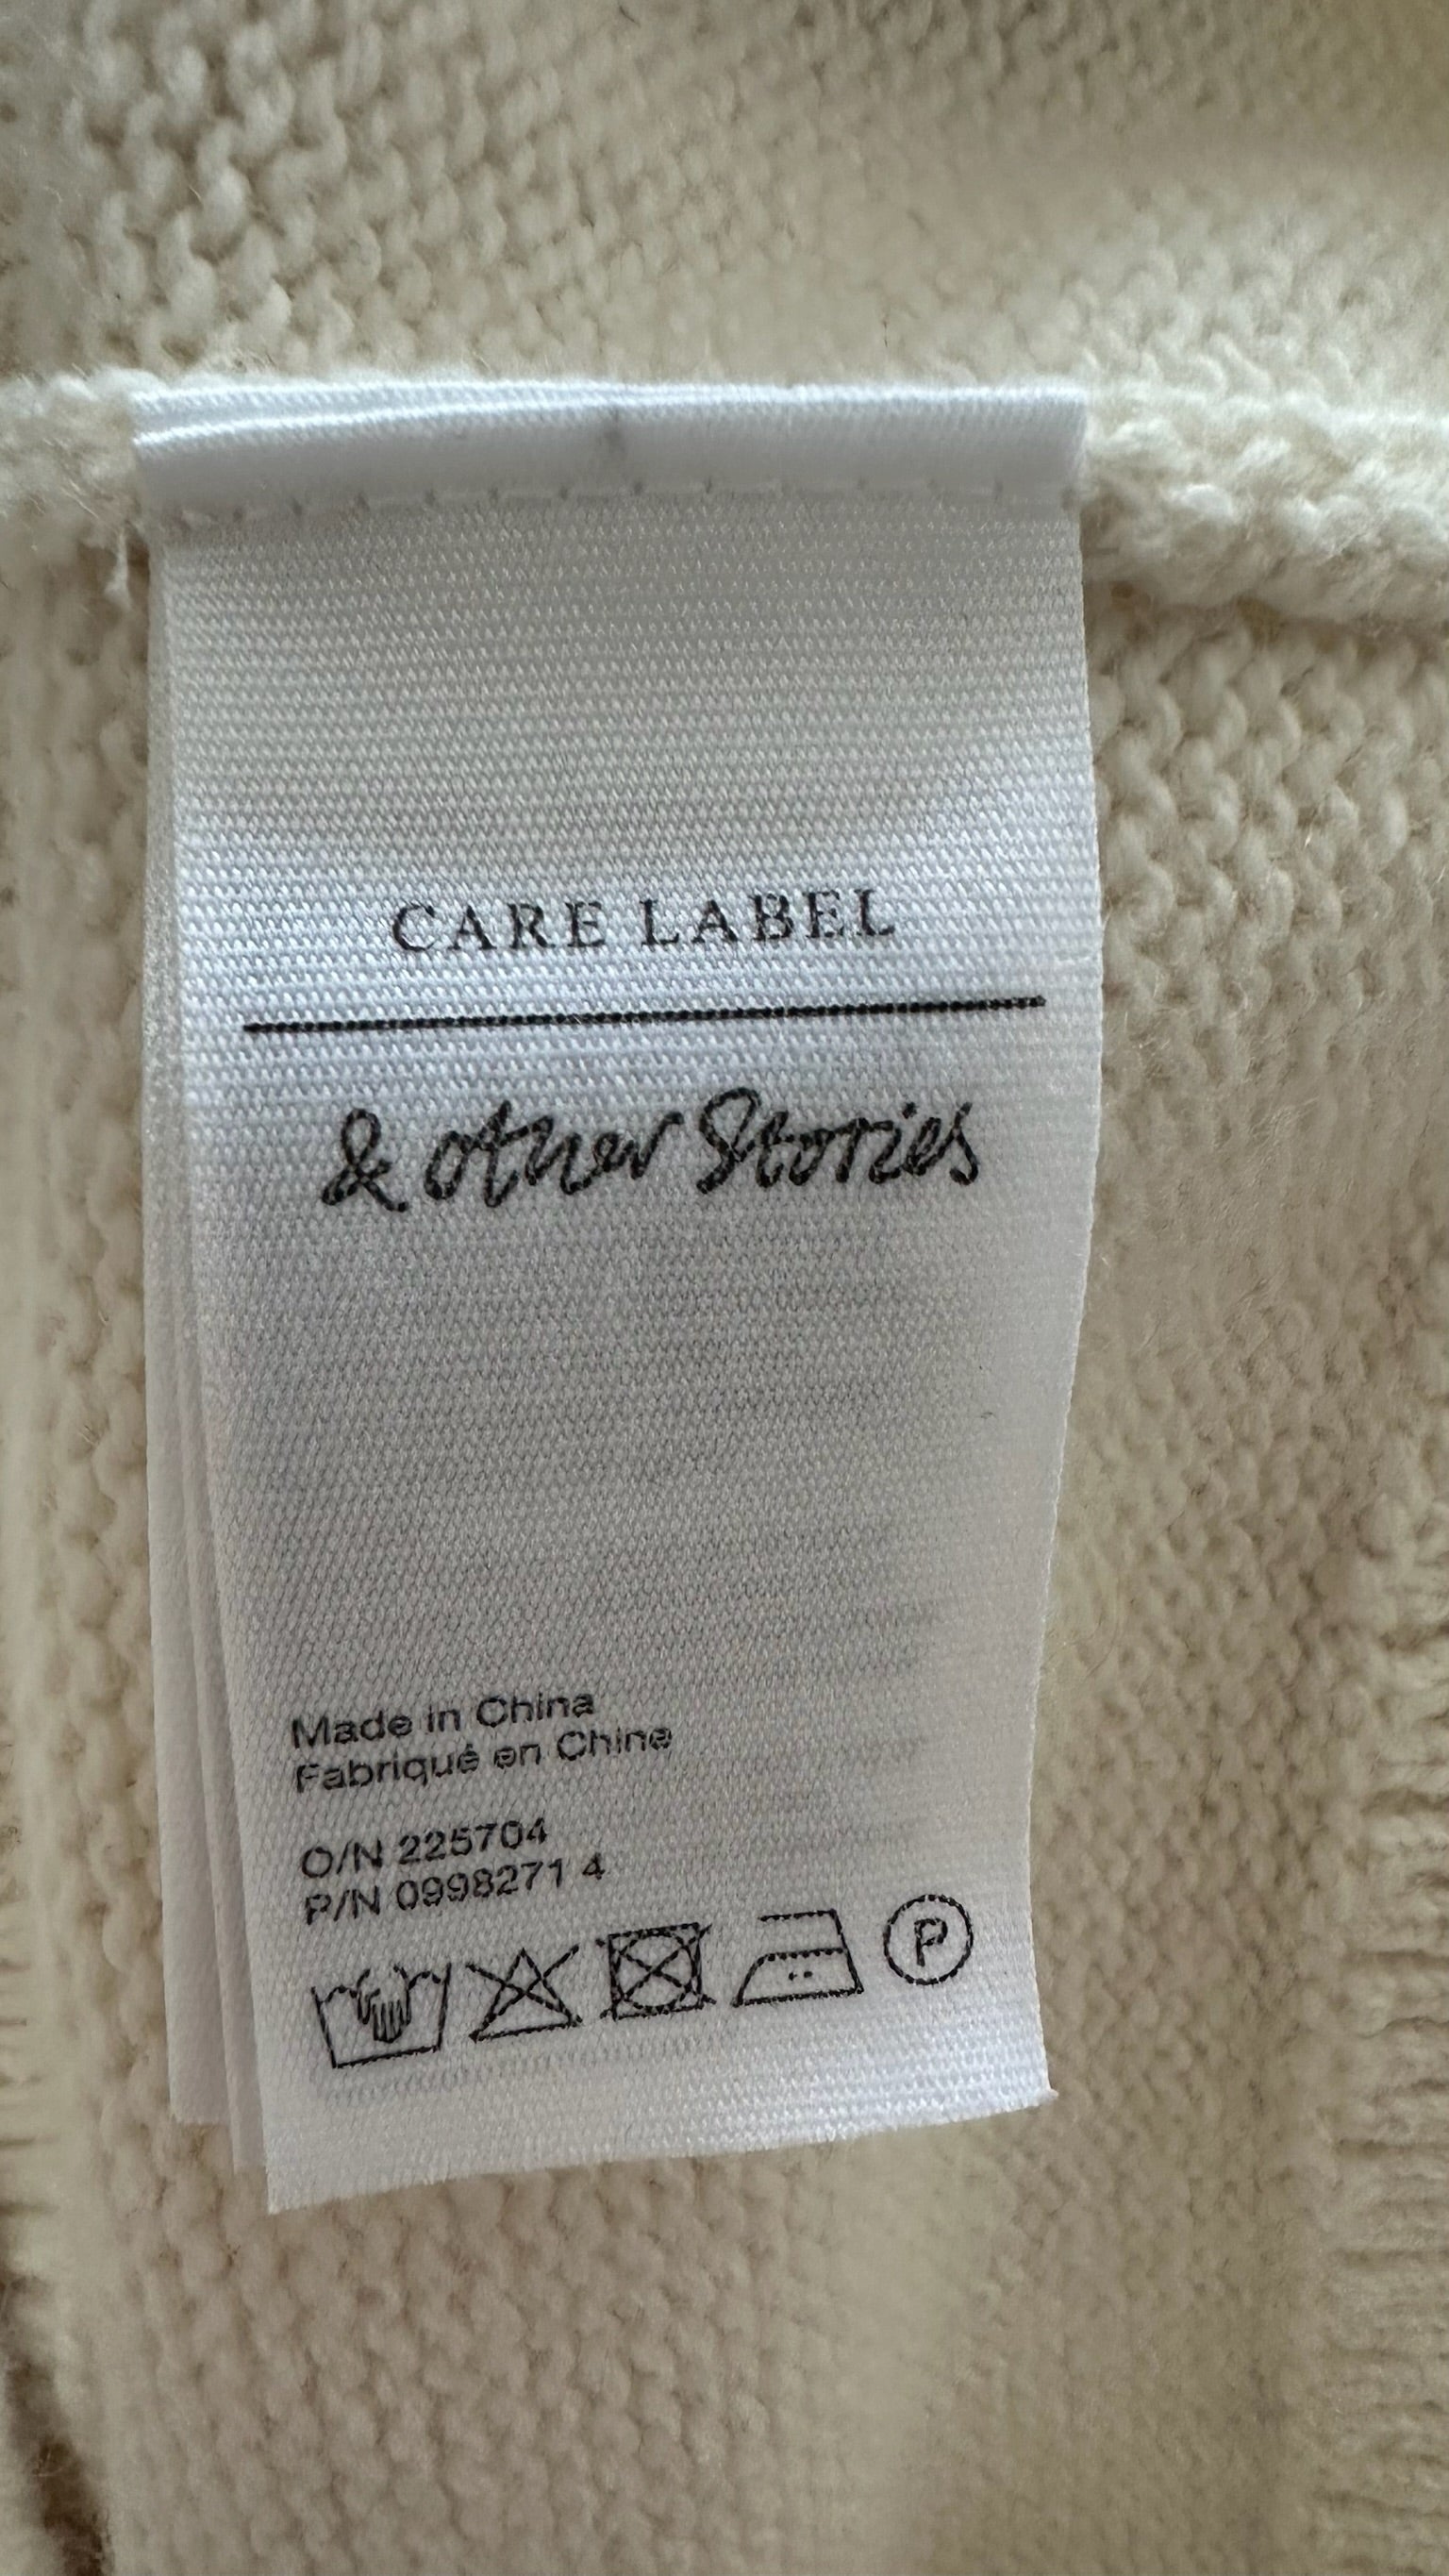 CARE LABEL
& other Stories
Made in China
Fabriqué en Chine
O/N 225704
P/N 0998271 4
P